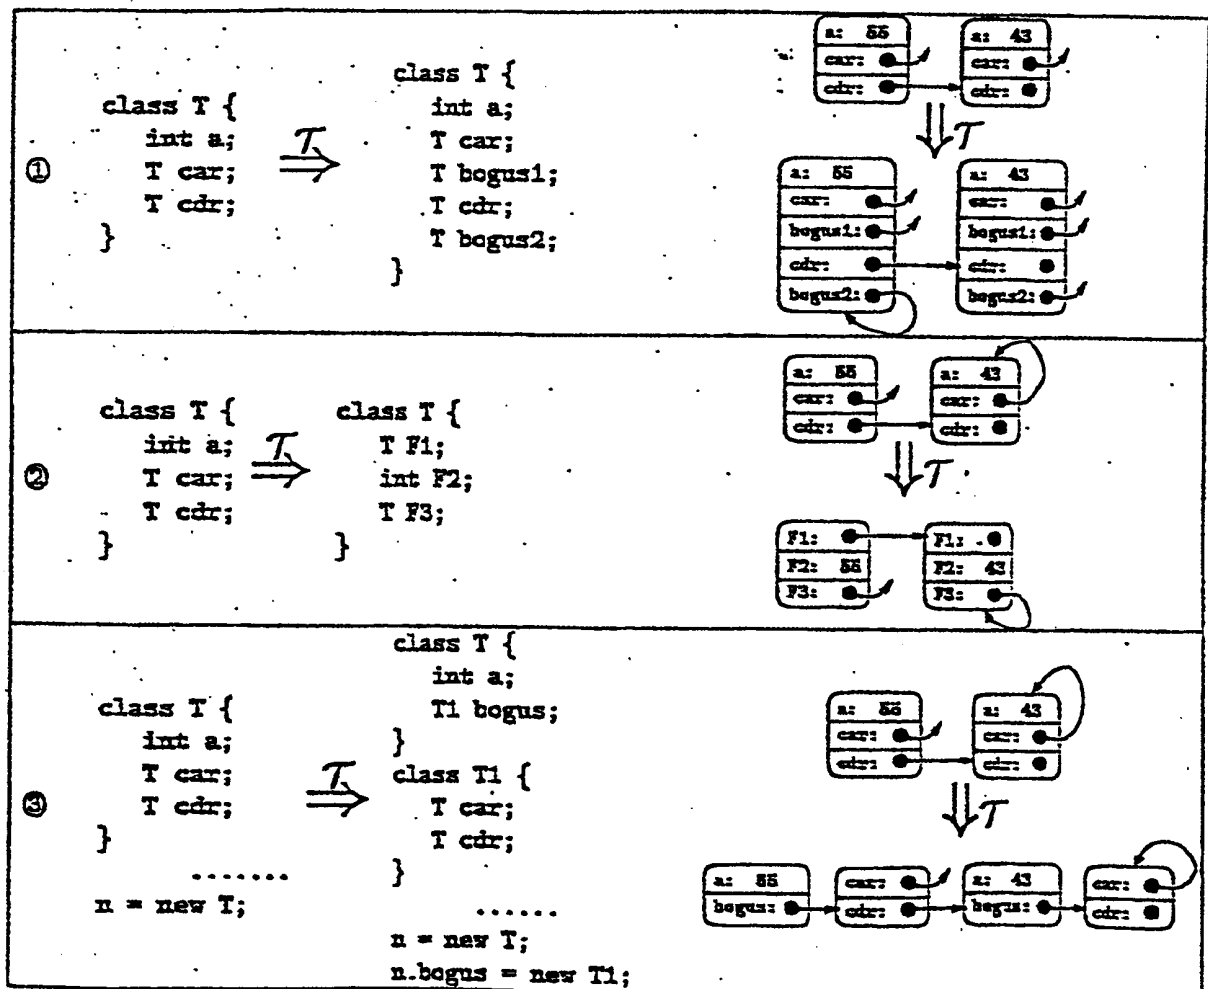 ①
class T {
int a;
T car;
T cdr;
}
T
class T {
int a;
T car;
T bogus1;
T cdr;
T bogus2;
}
a: 55
car:
cdr:
a: 43
car:
cdr:
T
a: 55
car:
bogus1:
cdr:
bogus2:
a: 43
car:
bogus1:
cdr:
bogus2:
②
class T {
int a;
T car;
T cdr;
}
T
class T {
T F1;
int F2;
T F3;
}
a: 55
car:
cdr:
a: 43
car:
cdr:
T
F1:
F2: 55
F3:
F1:
F2: 43
F3:
③
class T {
int a;
T car;
T cdr;
}
.......
n = new T;
T
class T {
int a;
T1 bogus;
}
class T1 {
T car;
T cdr;
}
......
n = new T;
n.bogus = new T1;
a: 55
car:
cdr:
a: 43
car:
cdr:
T
a: 55
bogus:
car:
cdr:
a: 43
bogus:
car:
cdr: